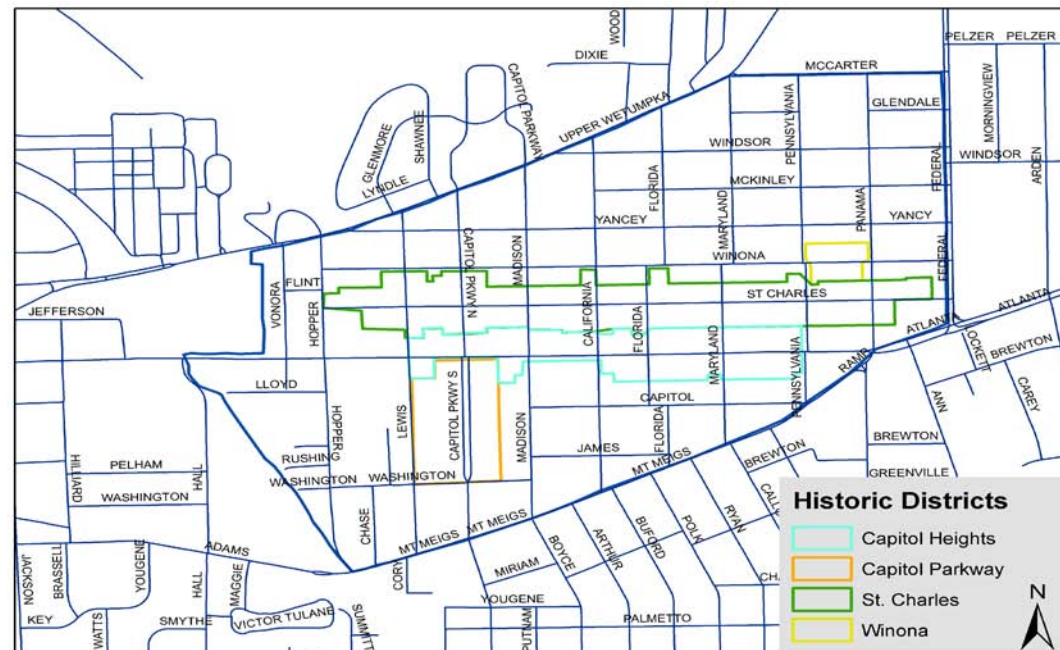 WOOD
PELZER PELZER
DIXIE
MCCARTER
CAPITOL PARKWAY
UPPER WETUMPKA
PENNSYLVANIA
GLENDALE
MORNINGVIEW
GLENMORE
SHAWNEE
WINDSOR
WINDSOR
FEDERAL
ARDEN
LYNDLE
MCKINLEY
FLORIDA
MARYLAND
PANAMA
YANCEY
YANCY
CAPITOL PKWY N
MADISON
WINONA
FEDERAL
VONORA
FLINT
HOPPER
ST CHARLES
CALIFORNIA
FLORIDA
JEFFERSON
ATLANTA
ATLANTA
MARYLAND
PENNSYLVANIA
RAMP
LOCKETT
BREWTON
LLOYD
CAPITOL PKWY S
LEWIS
HOPPER
MADISON
CAPITOL
FLORIDA
ANN
CAREY
HILLIARD
RUSHING
JAMES
MT MEIGS
BREWTON
BREWTON
PELHAM
HALL
WASHINGTON
WASHINGTON
WASHINGTON
GREENVILLE
CHASE
MT MEIGS
MT MEIGS
ADAMS
CORY
BOYCE
ARTHUR
BUFORD
POLK
RYAN
JACKSON
BRASSELL
YOUGENE
HALL
MAGGIE
MIRIAM
YOUGENE
KEY
WATTS
SMYTHE
VICTOR TULANE
SUMMITT
PUTNAM
PALMETTO
Historic Districts
Capitol Heights
Capitol Parkway
St. Charles
Winona
N